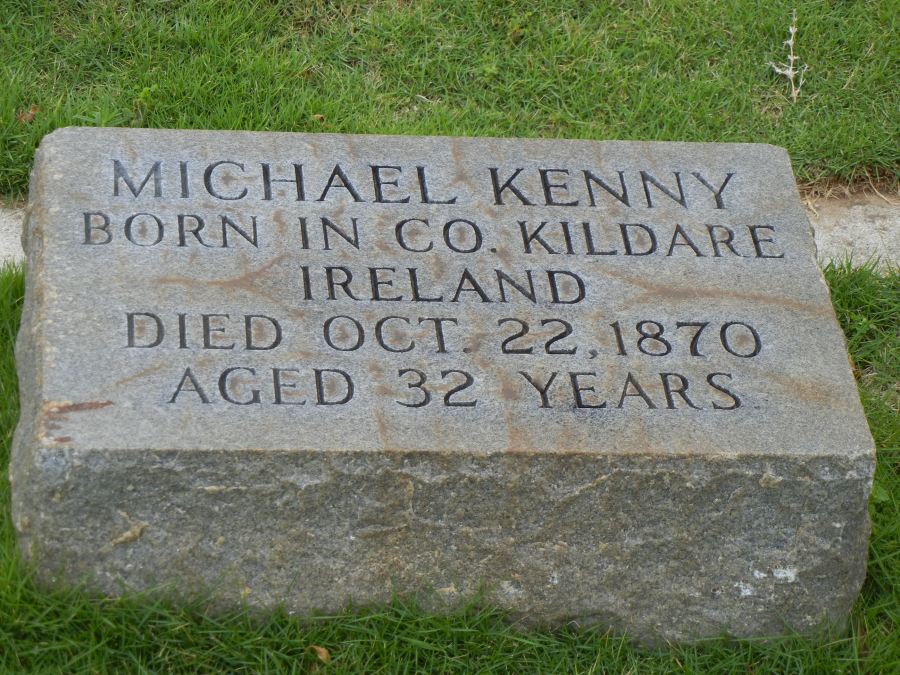 MICHAEL KENNY
BORN IN CO. KILDARE
IRELAND
DIED OCT. 22, 1870
AGED 32 YEARS